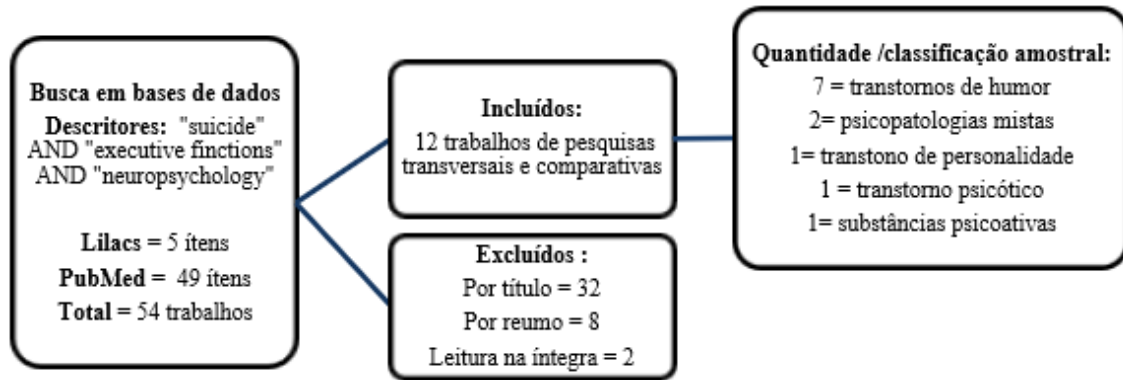 Busca em bases de dados
Descritores: "suicide"
AND "executive finctions"
AND "neuropsychology"
Lilacs = 5 ítens
PubMed = 49 ítens
Total = 54 trabalhos
Incluídos:
12 trabalhos de pesquisas
transversais e comparativas
Excluídos :
Por título = 32
Por reumo = 8
Leitura na íntegra = 2
Quantidade /classificação amostral:
7 = transtornos de humor
2= psicopatologias mistas
1= transtono de personalidade
1 = transtorno psicótico
1= substâncias psicoativas